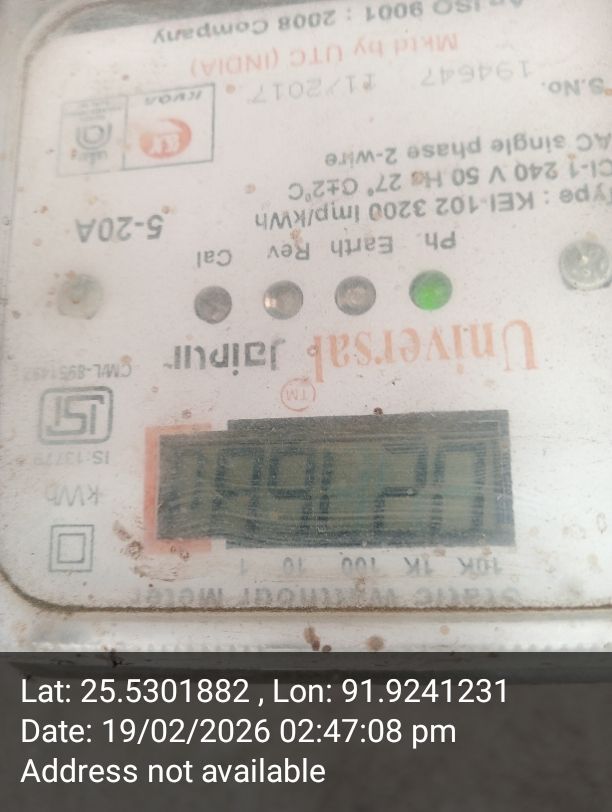 Static Watthour Meter
10K 1K 100 10 1
kWh
IS:13779
TM
Universal Jaipur
Ph. Earth Rev Cal
5-20A
Type : KEI-102 3200 Imp/kWh
Cl-1 240 V 50 Hz 27° C±2°C
AC single phase 2-wire
S.No. 194647 11/2017
Mktd by UTC (INDIA)
An ISO 9001 : 2008 Company
Lat: 25.5301882 , Lon: 91.9241231
Date: 19/02/2026 02:47:08 pm
Address not available